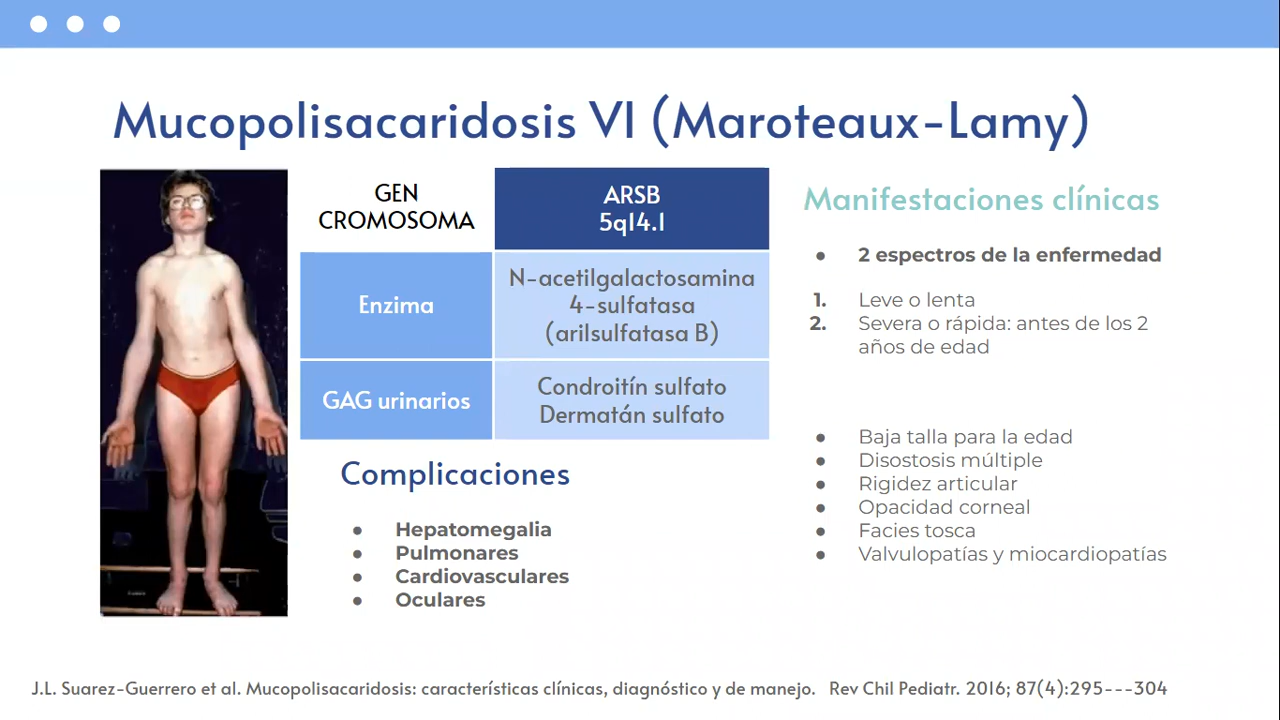 Mucopolisacaridosis VI (Maroteaux-Lamy)
GEN
CROMOSOMA
ARSB
5q14.1
Enzima
N-acetilgalactosamina
4-sulfatasa
(arilsulfatasa B)
GAG urinarios
Condroitín sulfato
Dermatán sulfato
Complicaciones
● Hepatomegalia
● Pulmonares
● Cardiovasculares
● Oculares
Manifestaciones clínicas
● 2 espectros de la enfermedad
1. Leve o lenta
2. Severa o rápida: antes de los 2
años de edad
● Baja talla para la edad
● Disostosis múltiple
● Rigidez articular
● Opacidad corneal
● Facies tosca
● Valvulopatías y miocardiopatías
J.L. Suarez-Guerrero et al. Mucopolisacaridosis: características clínicas, diagnóstico y de manejo. Rev Chil Pediatr. 2016; 87(4):295---304